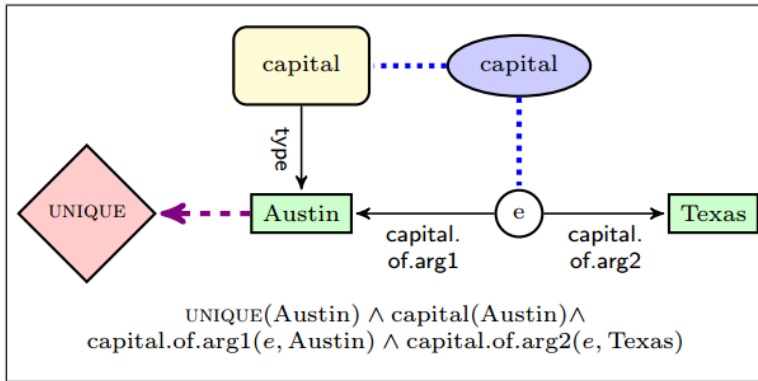 capital
capital
type
UNIQUE
Austin
e
Texas
capital.
of.arg1
capital.
of.arg2
UNIQUE(Austin) ∧ capital(Austin)∧
capital.of.arg1(e, Austin) ∧ capital.of.arg2(e, Texas)